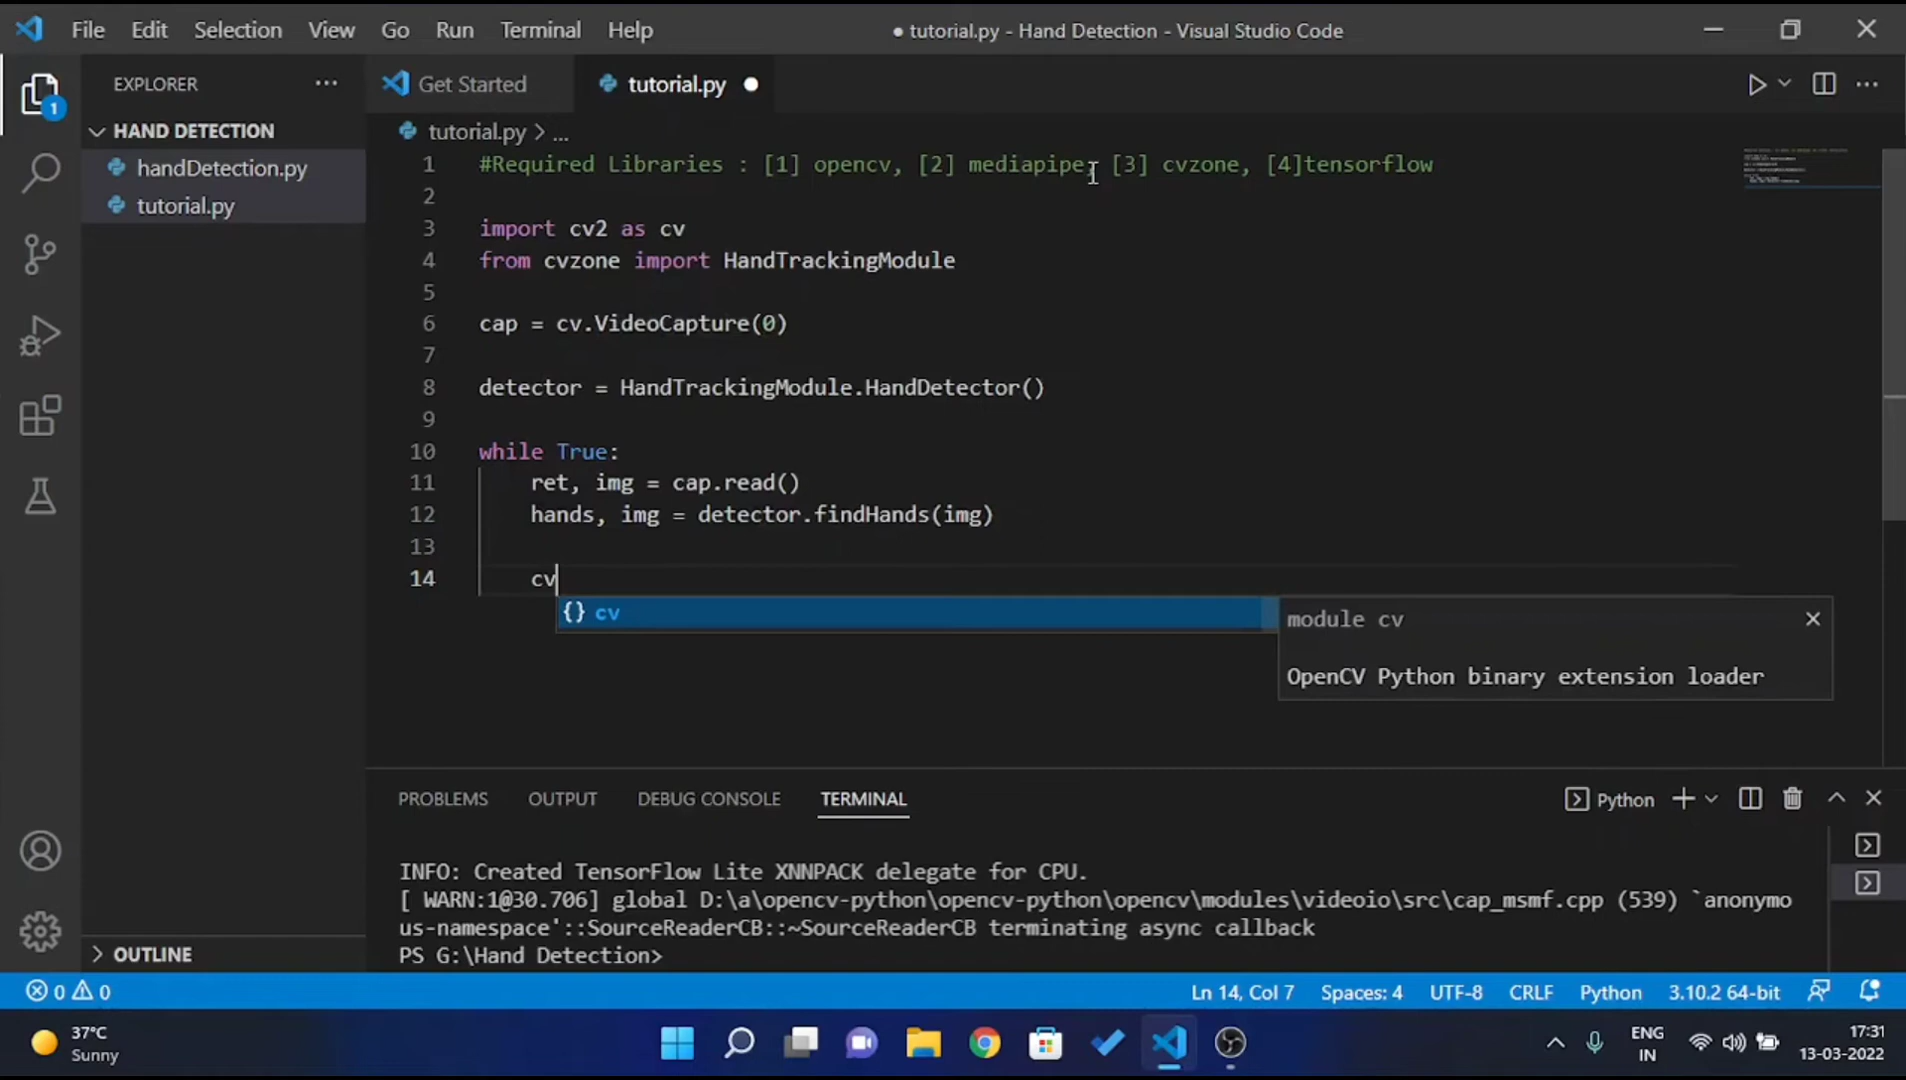 File Edit Selection View Go Run Terminal Help
● tutorial.py - Hand Detection - Visual Studio Code
EXPLORER
Get Started
tutorial.py
HAND DETECTION
handDetection.py
tutorial.py
tutorial.py > ...
1 #Required Libraries : [1] opencv, [2] mediapipe, [3] cvzone, [4]tensorflow
2
3 import cv2 as cv
4 from cvzone import HandTrackingModule
5
6 cap = cv.VideoCapture(0)
7
8 detector = HandTrackingModule.HandDetector()
9
10 while True:
11 ret, img = cap.read()
12 hands, img = detector.findHands(img)
13
14 cv
{} cv
module cv
OpenCV Python binary extension loader
1
PROBLEMS OUTPUT DEBUG CONSOLE TERMINAL
Python
INFO: Created TensorFlow Lite XNNPACK delegate for CPU.
[ WARN:1@30.706] global D:\a\opencv-python\opencv-python\opencv\modules\videoio\src\cap_msmf.cpp (539) `anonymo
us-namespace'::SourceReaderCB::~SourceReaderCB terminating async callback
PS G:\Hand Detection>
OUTLINE
0 0
Ln 14, Col 7 Spaces: 4 UTF-8 CRLF Python 3.10.2 64-bit
37°C
Sunny
ENG
IN
17:31
13-03-2022